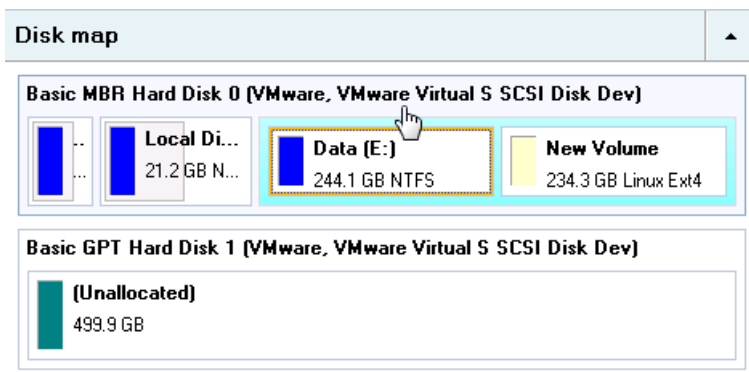 Disk map
Basic MBR Hard Disk 0 (VMware, VMware Virtual S SCSI Disk Dev)
.. Local Di... Data (E:) New Volume
... 21.2 GB N... 244.1 GB NTFS 234.3 GB Linux Ext4
Basic GPT Hard Disk 1 (VMware, VMware Virtual S SCSI Disk Dev)
(Unallocated)
499.9 GB